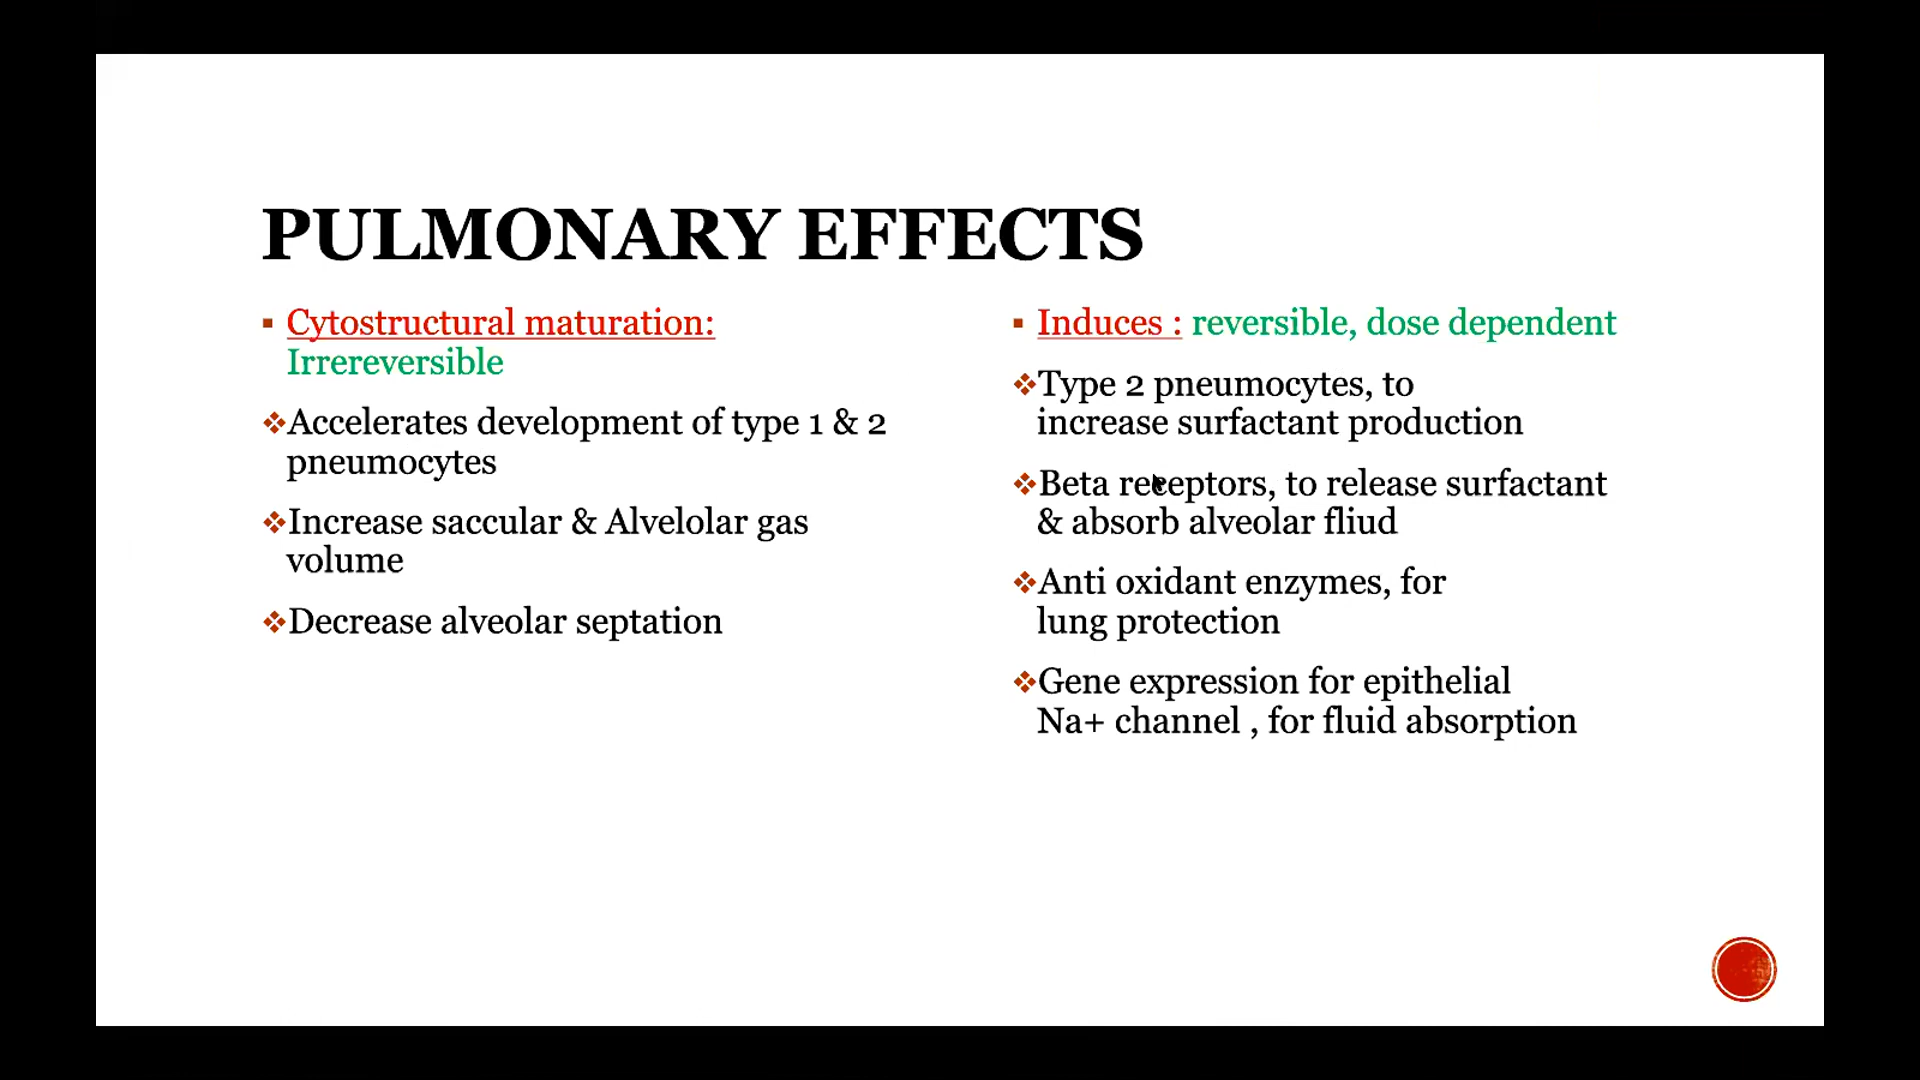 PULMONARY EFFECTS
Cytostructural maturation:
Irrereversible
Accelerates development of type 1 & 2
pneumocytes
Increase saccular & Alvelolar gas
volume
Decrease alveolar septation
Induces : reversible, dose dependent
Type 2 pneumocytes, to
increase surfactant production
Beta receptors, to release surfactant
& absorb alveolar fliud
Anti oxidant enzymes, for
lung protection
Gene expression for epithelial
Na+ channel , for fluid absorption